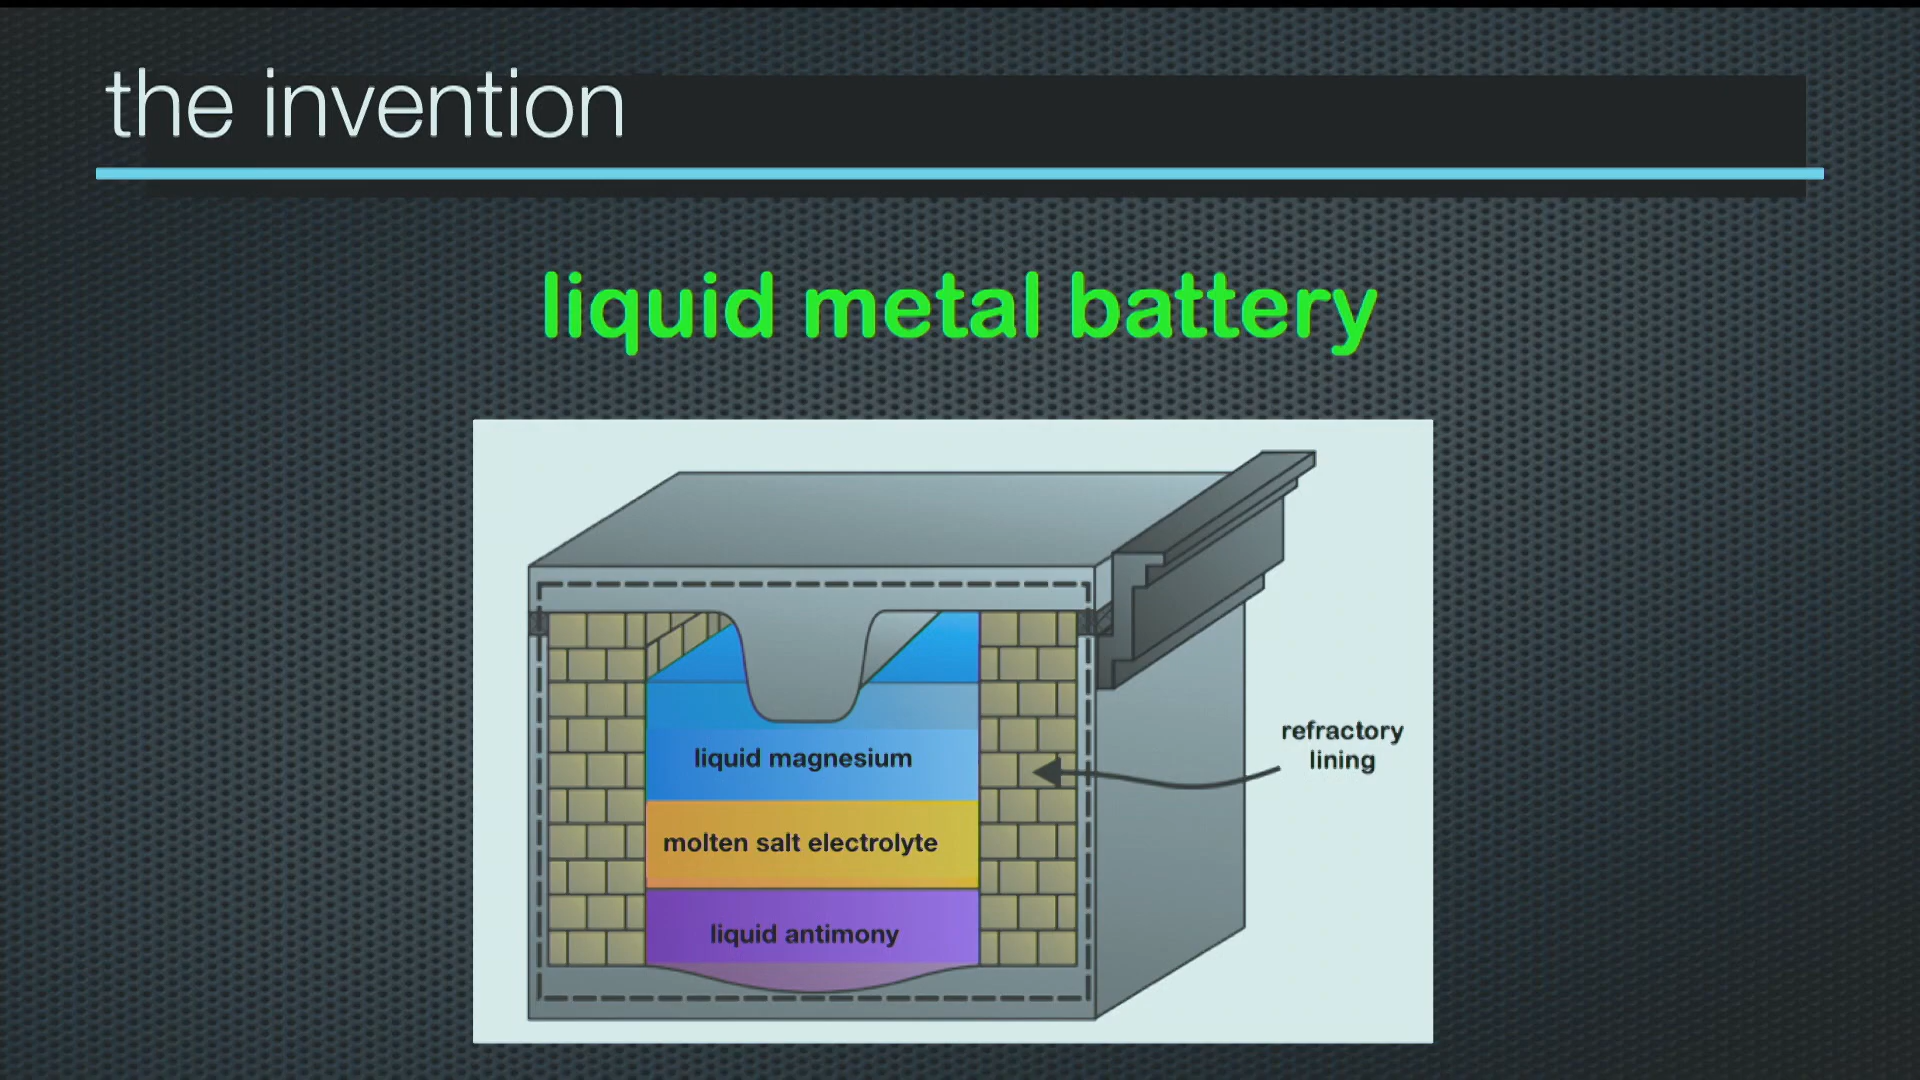 the invention
liquid metal battery
liquid magnesium
refractory
lining
molten salt electrolyte
liquid antimony